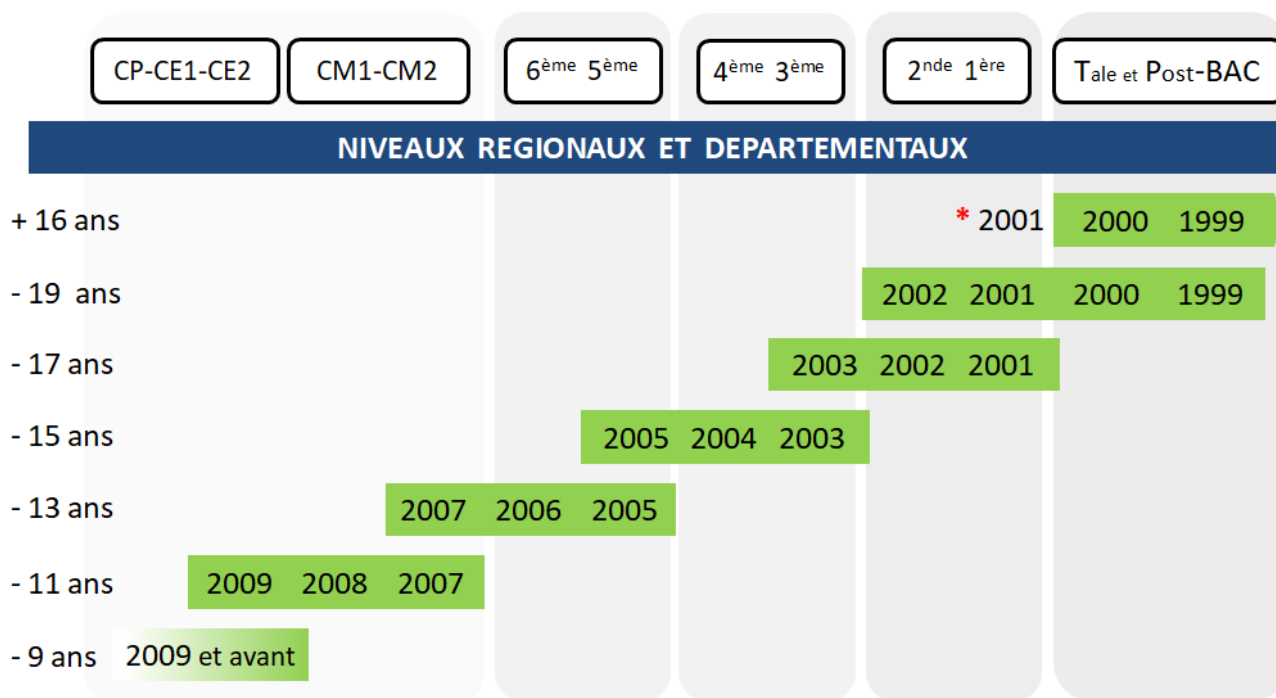 CP-CE1-CE2 CM1-CM2 6ème 5ème 4ème 3ème 2nde 1ère Tale et Post-BAC
NIVEAUX REGIONAUX ET DEPARTEMENTAUX
+ 16 ans * 2001 2000 1999
- 19 ans 2002 2001 2000 1999
- 17 ans 2003 2002 2001
- 15 ans 2005 2004 2003
- 13 ans 2007 2006 2005
- 11 ans 2009 2008 2007
- 9 ans 2009 et avant